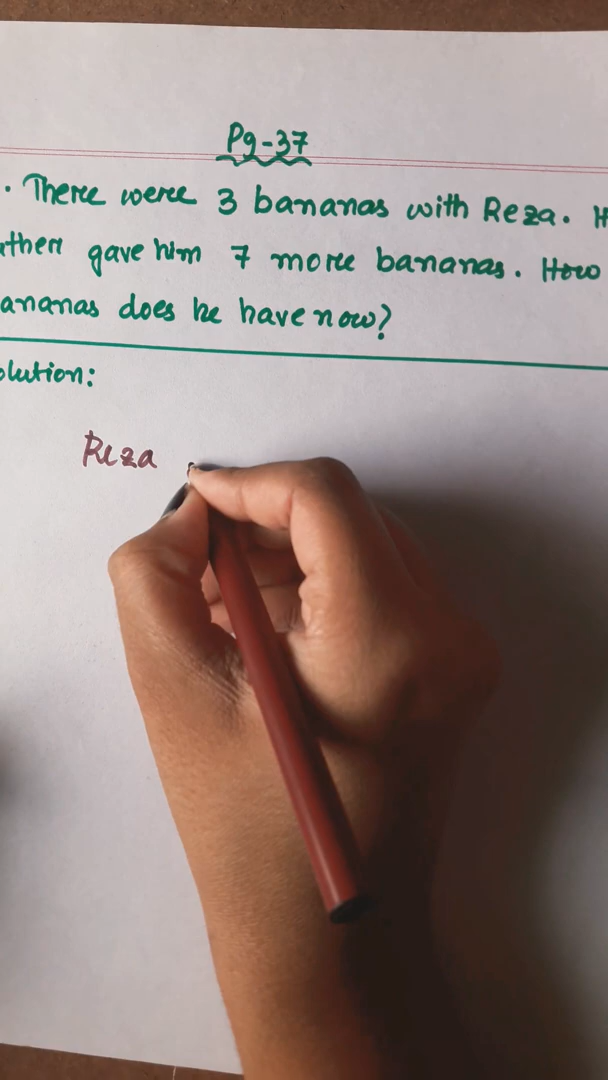 Pg-37
. There were 3 bananas with Reza. H
ather gave him 7 more bananas. How
ananas does he have now?
olution:
Reza